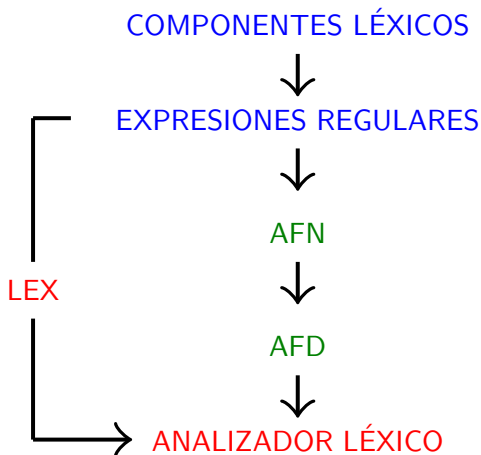 COMPONENTES LÉXICOS
EXPRESIONES REGULARES
AFN
LEX
AFD
ANALIZADOR LÉXICO